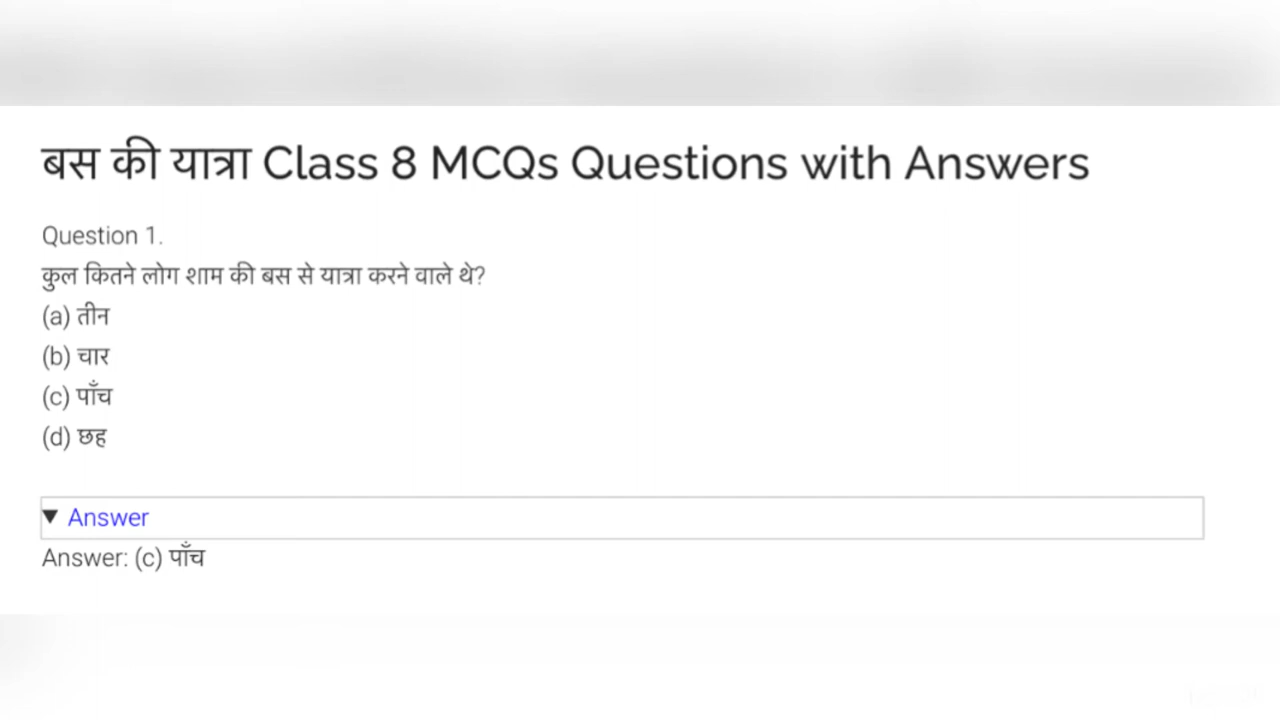 बस की यात्रा Class 8 MCQs Questions with Answers
Question 1.
कुल कितने लोग शाम की बस से यात्रा करने वाले थे?
(a) तीन
(b) चार
(c) पाँच
(d) छह
▼ Answer
Answer: (c) पाँच